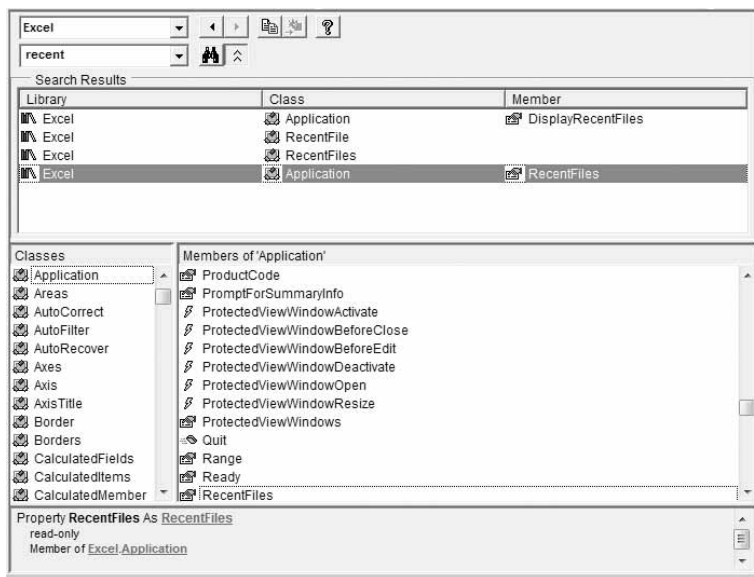 Excel
recent
Search Results
Library Class Member
Excel Application DisplayRecentFiles
Excel RecentFile
Excel RecentFiles
Excel Application RecentFiles
Classes Members of 'Application'
Application ProductCode
Areas PromptForSummaryInfo
AutoCorrect ProtectedViewWindowActivate
AutoFilter ProtectedViewWindowBeforeClose
AutoRecover ProtectedViewWindowBeforeEdit
Axes ProtectedViewWindowDeactivate
Axis ProtectedViewWindowOpen
AxisTitle ProtectedViewWindowResize
Border ProtectedViewWindows
Borders Quit
CalculatedFields Range
CalculatedItems Ready
CalculatedMember RecentFiles
Property RecentFiles As RecentFiles
read-only
Member of Excel.Application